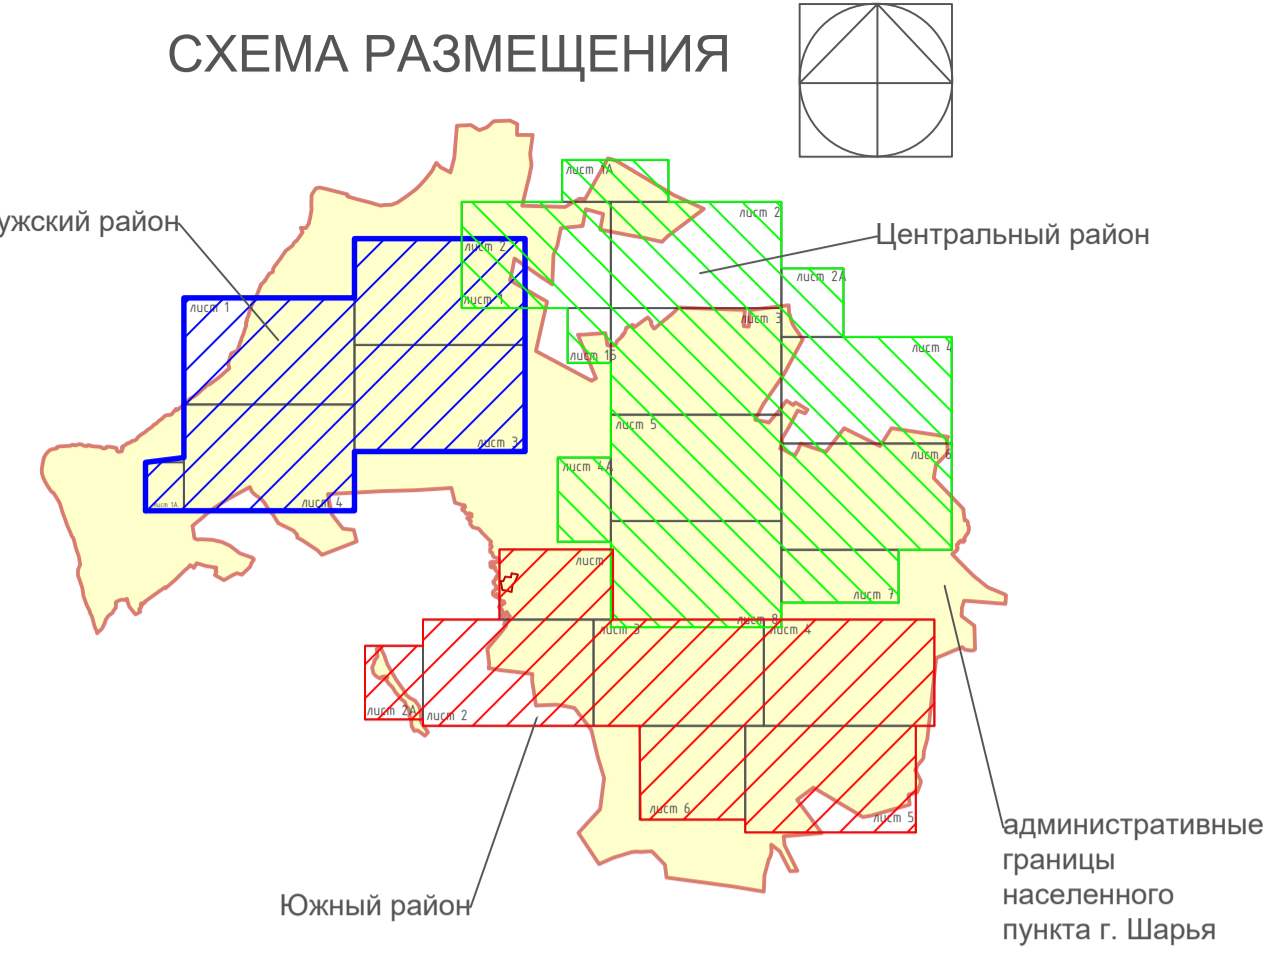 СХЕМА РАЗМЕЩЕНИЯ
лист 1А
лист 2
ужский район
Центральный район
лист 2
лист 2А
лист 1
лист 1
лист 3
лист 4
лист 1Б
лист 5
лист 3
лист 6
лист 4А
лист 1А
лист 4
лист
лист 7
лист 8
лист 3
лист 4
лист 2А
лист 2
лист 6
лист 5
административные
границы
населенного
пункта г. Шарья
Южный район